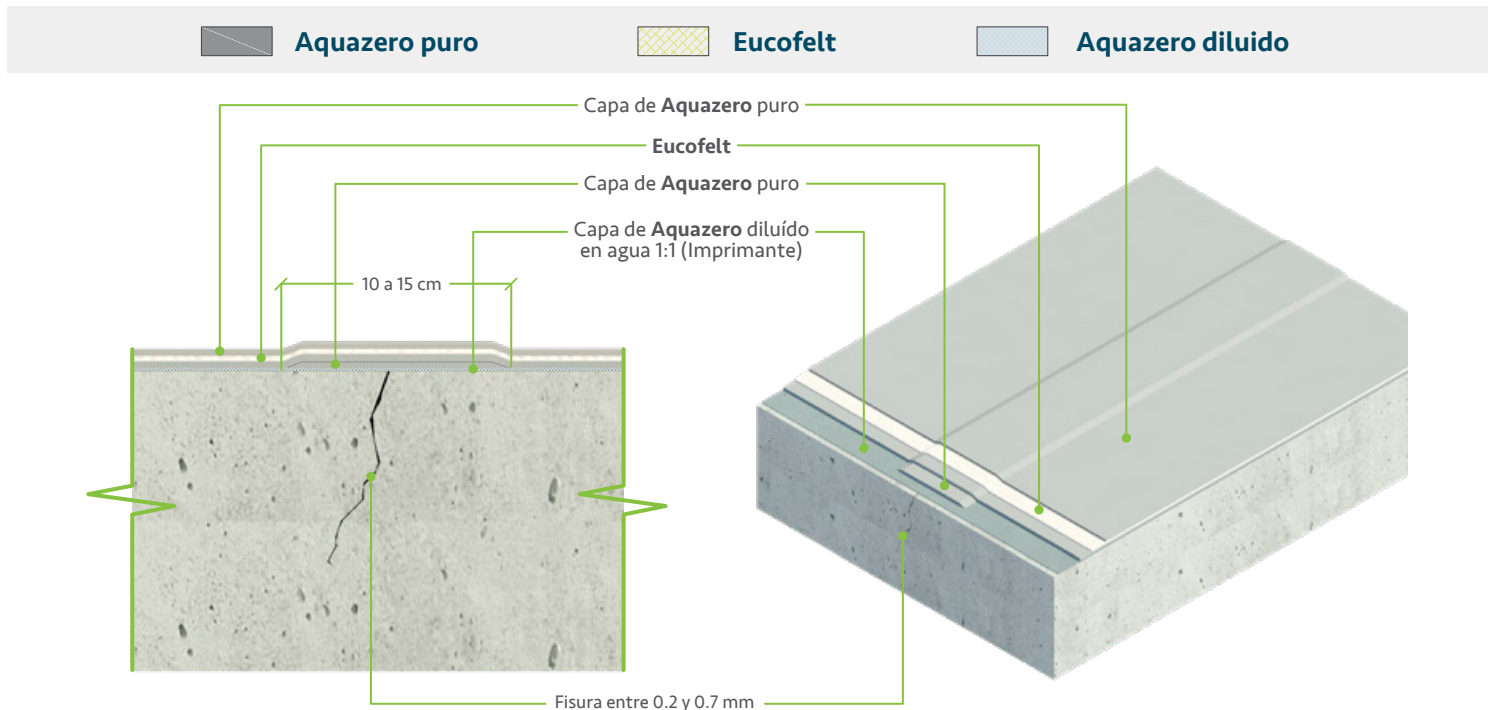 Aquazero puro
Eucofelt
Aquazero diluido
Capa de Aquazero puro
Eucofelt
Capa de Aquazero puro
Capa de Aquazero diluído
en agua 1:1 (Imprimante)
10 a 15 cm
Fisura entre 0.2 y 0.7 mm